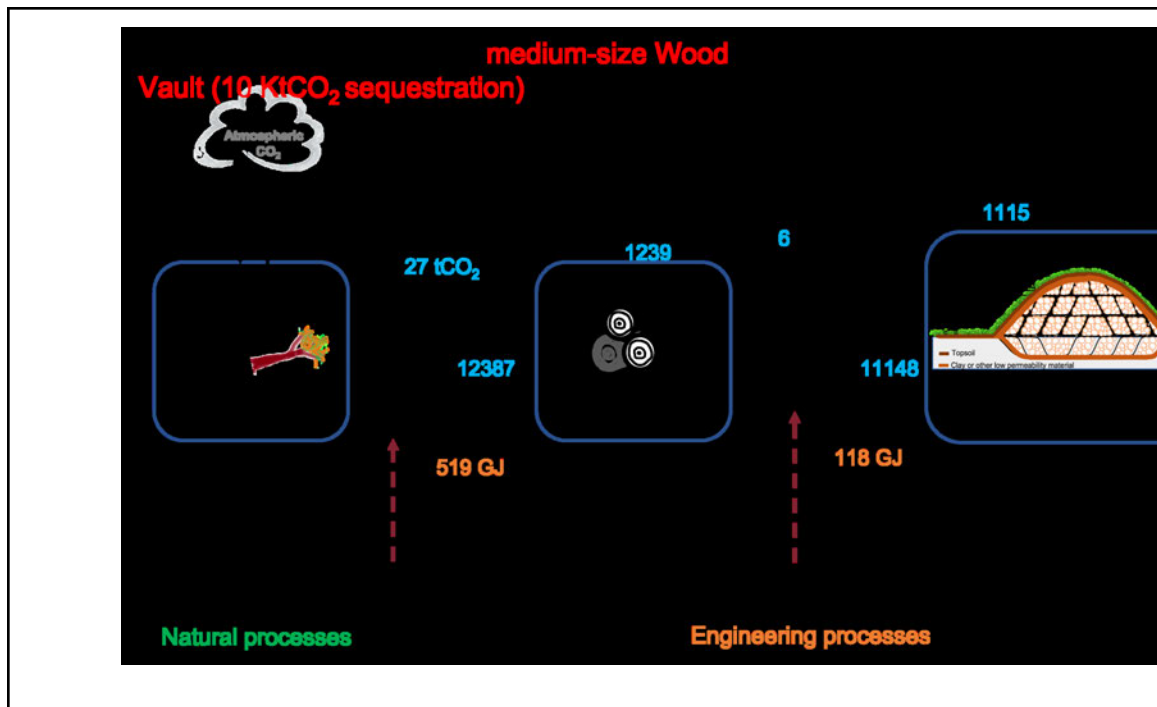 medium-size Wood
Vault (10 KtCO₂ sequestration)
Atmospheric
CO₂
1115
6
1239
27 tCO₂
12387
11148
Topsoil
Clay or other low permeability material
519 GJ
118 GJ
Natural processes
Engineering processes